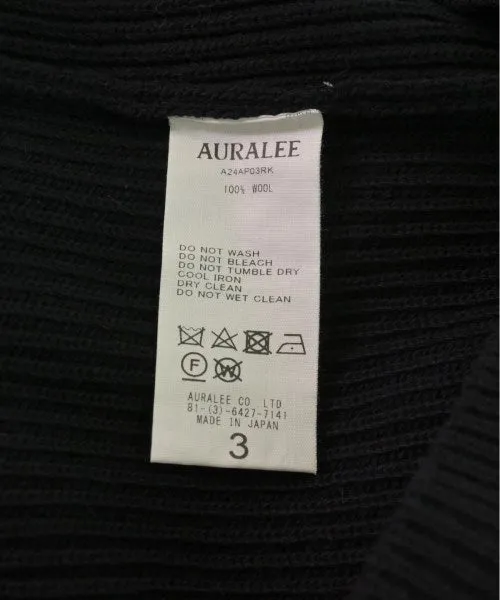 AURALEE
A24AP03RK
100% WOOL
DO NOT WASH
DO NOT BLEACH
DO NOT TUMBLE DRY
COOL IRON
DRY CLEAN
DO NOT WET CLEAN
F W
AURALEE CO LTD
81-(3)-6427-7141
MADE IN JAPAN
3